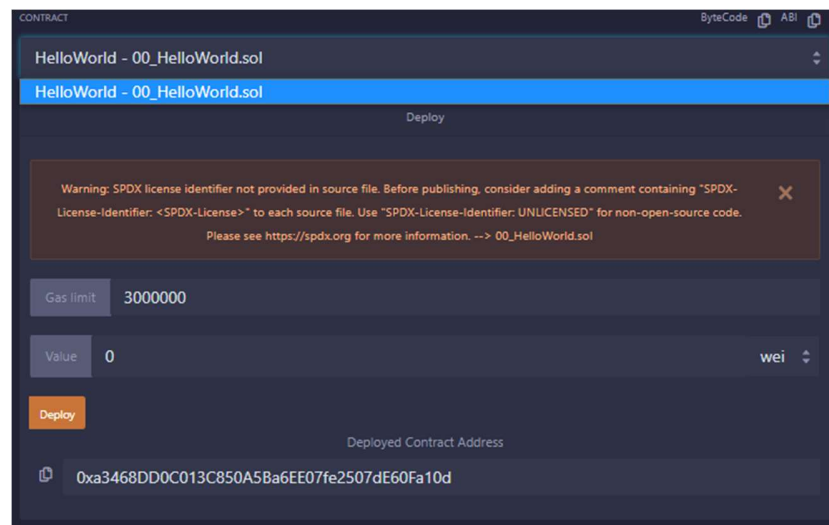 CONTRACT ByteCode ABI
HelloWorld - 00_HelloWorld.sol
HelloWorld - 00_HelloWorld.sol
Deploy
Warning: SPDX license identifier not provided in source file. Before publishing, consider adding a comment containing "SPDX-
License-Identifier: <SPDX-License>" to each source file. Use "SPDX-License-Identifier: UNLICENSED" for non-open-source code.
Please see https://spdx.org for more information. --> 00_HelloWorld.sol
Gas limit 3000000
Value 0 wei
Deploy
Deployed Contract Address
0xa3468DD0C013C850A5Ba6EE07fe2507dE60Fa10d